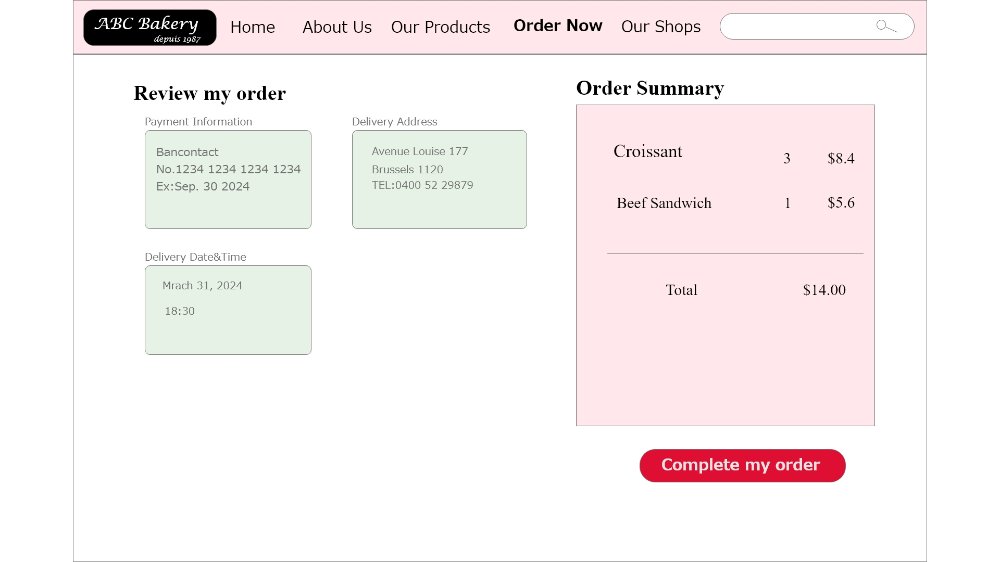 ABC Bakery
depuis 1987
Home
About Us
Our Products
Order Now
Our Shops
Review my order
Payment Information
Bancontact
No.1234 1234 1234 1234
Ex:Sep. 30 2024
Delivery Address
Avenue Louise 177
Brussels 1120
TEL:0400 52 29879
Delivery Date&Time
Mrach 31, 2024
18:30
Order Summary
Croissant 3 $8.4
Beef Sandwich 1 $5.6
Total $14.00
Complete my order